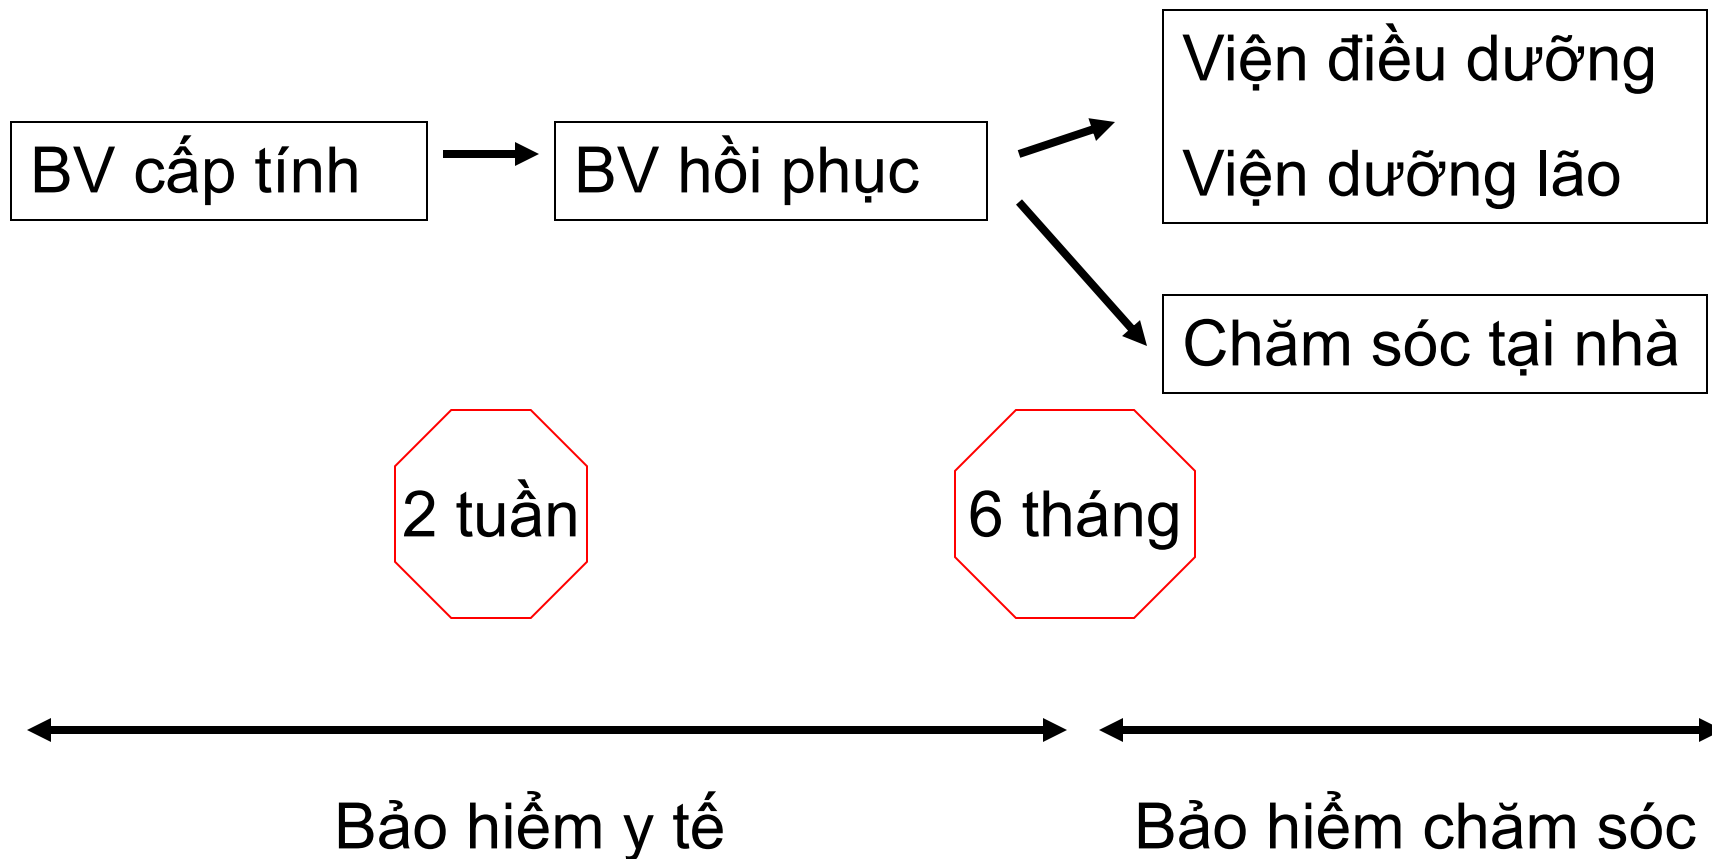 BV cấp tính
BV hồi phục
Viện điều dưỡng
Viện dưỡng lão
Chăm sóc tại nhà
2 tuần
6 tháng
Bảo hiểm y tế
Bảo hiểm chăm sóc